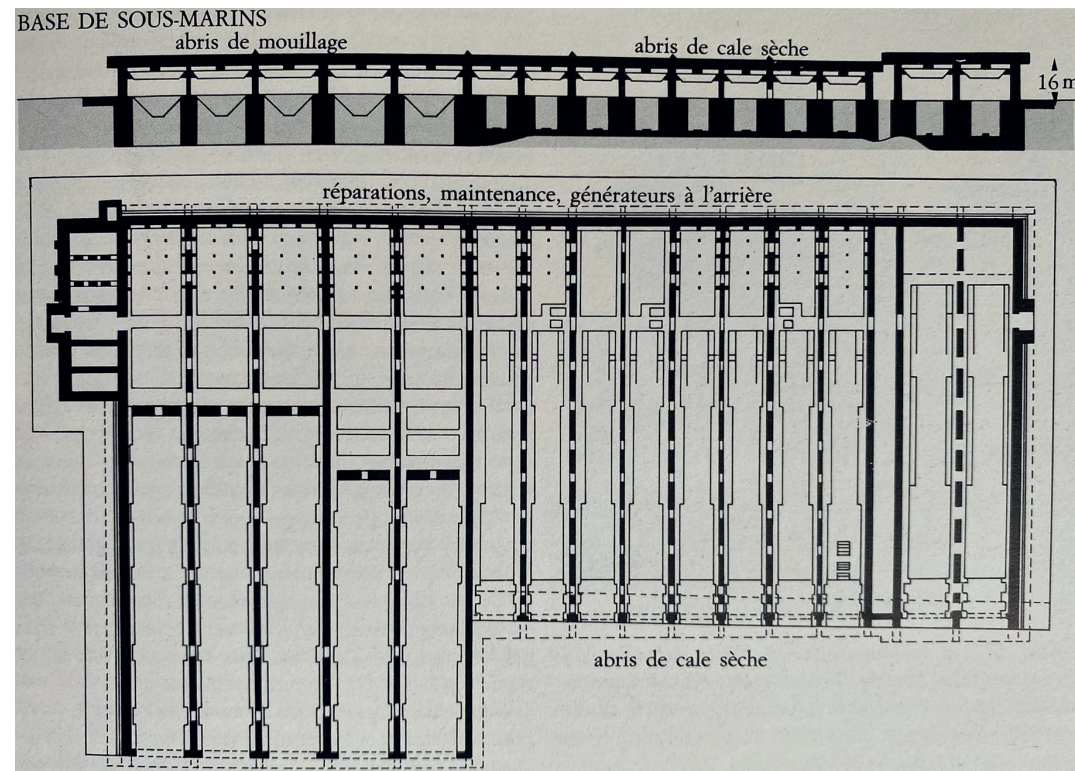 BASE DE SOUS-MARINS
abris de mouillage
abris de cale sèche
16 m
réparations, maintenance, générateurs à l'arrière
abris de cale sèche